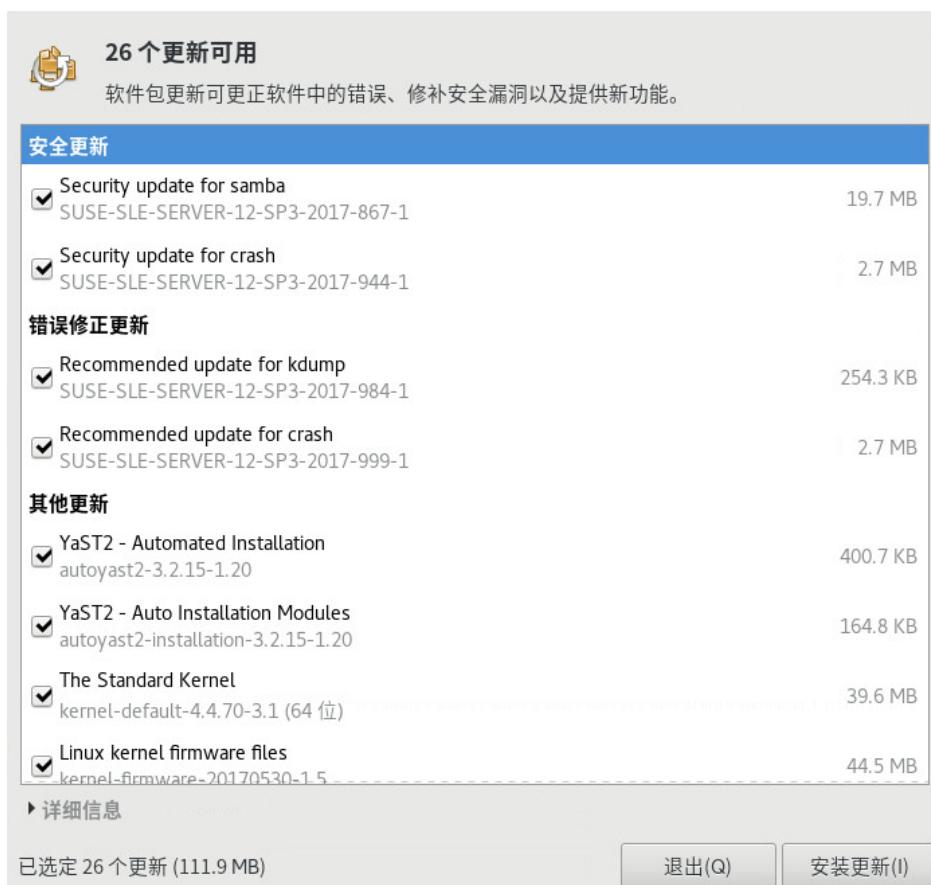 26 个更新可用
软件包更新可更正软件中的错误、修补安全漏洞以及提供新功能。
安全更新
Security update for samba
SUSE-SLE-SERVER-12-SP3-2017-867-1
19.7 MB
Security update for crash
SUSE-SLE-SERVER-12-SP3-2017-944-1
2.7 MB
错误修正更新
Recommended update for kdump
SUSE-SLE-SERVER-12-SP3-2017-984-1
254.3 KB
Recommended update for crash
SUSE-SLE-SERVER-12-SP3-2017-999-1
2.7 MB
其他更新
YaST2 - Automated Installation
autoyast2-3.2.15-1.20
400.7 KB
YaST2 - Auto Installation Modules
autoyast2-installation-3.2.15-1.20
164.8 KB
The Standard Kernel
kernel-default-4.4.70-3.1 (64 位)
39.6 MB
Linux kernel firmware files
kernel-firmware-20170530-1.5
44.5 MB
详细信息
已选定 26 个更新 (111.9 MB)
退出(Q)
安装更新(I)